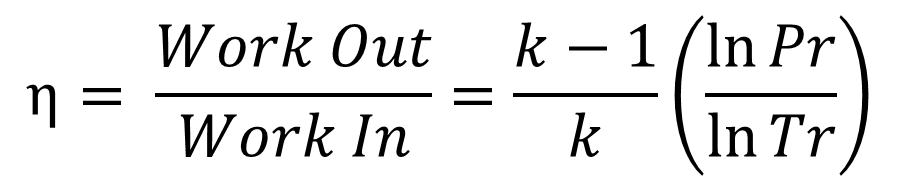 η = Work Out / Work In = k − 1 / k (ln Pr / ln Tr)